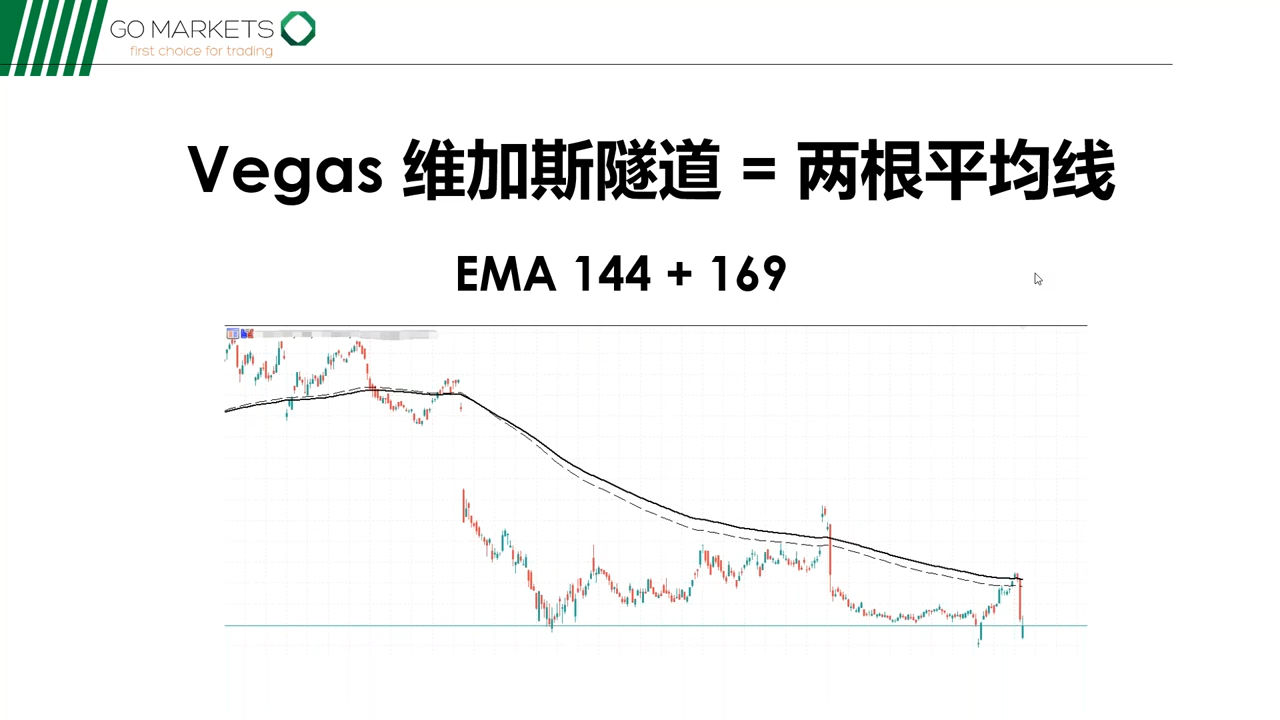 GO MARKETS
first choice for trading
Vegas 维加斯隧道 = 两根平均线
EMA 144 + 169